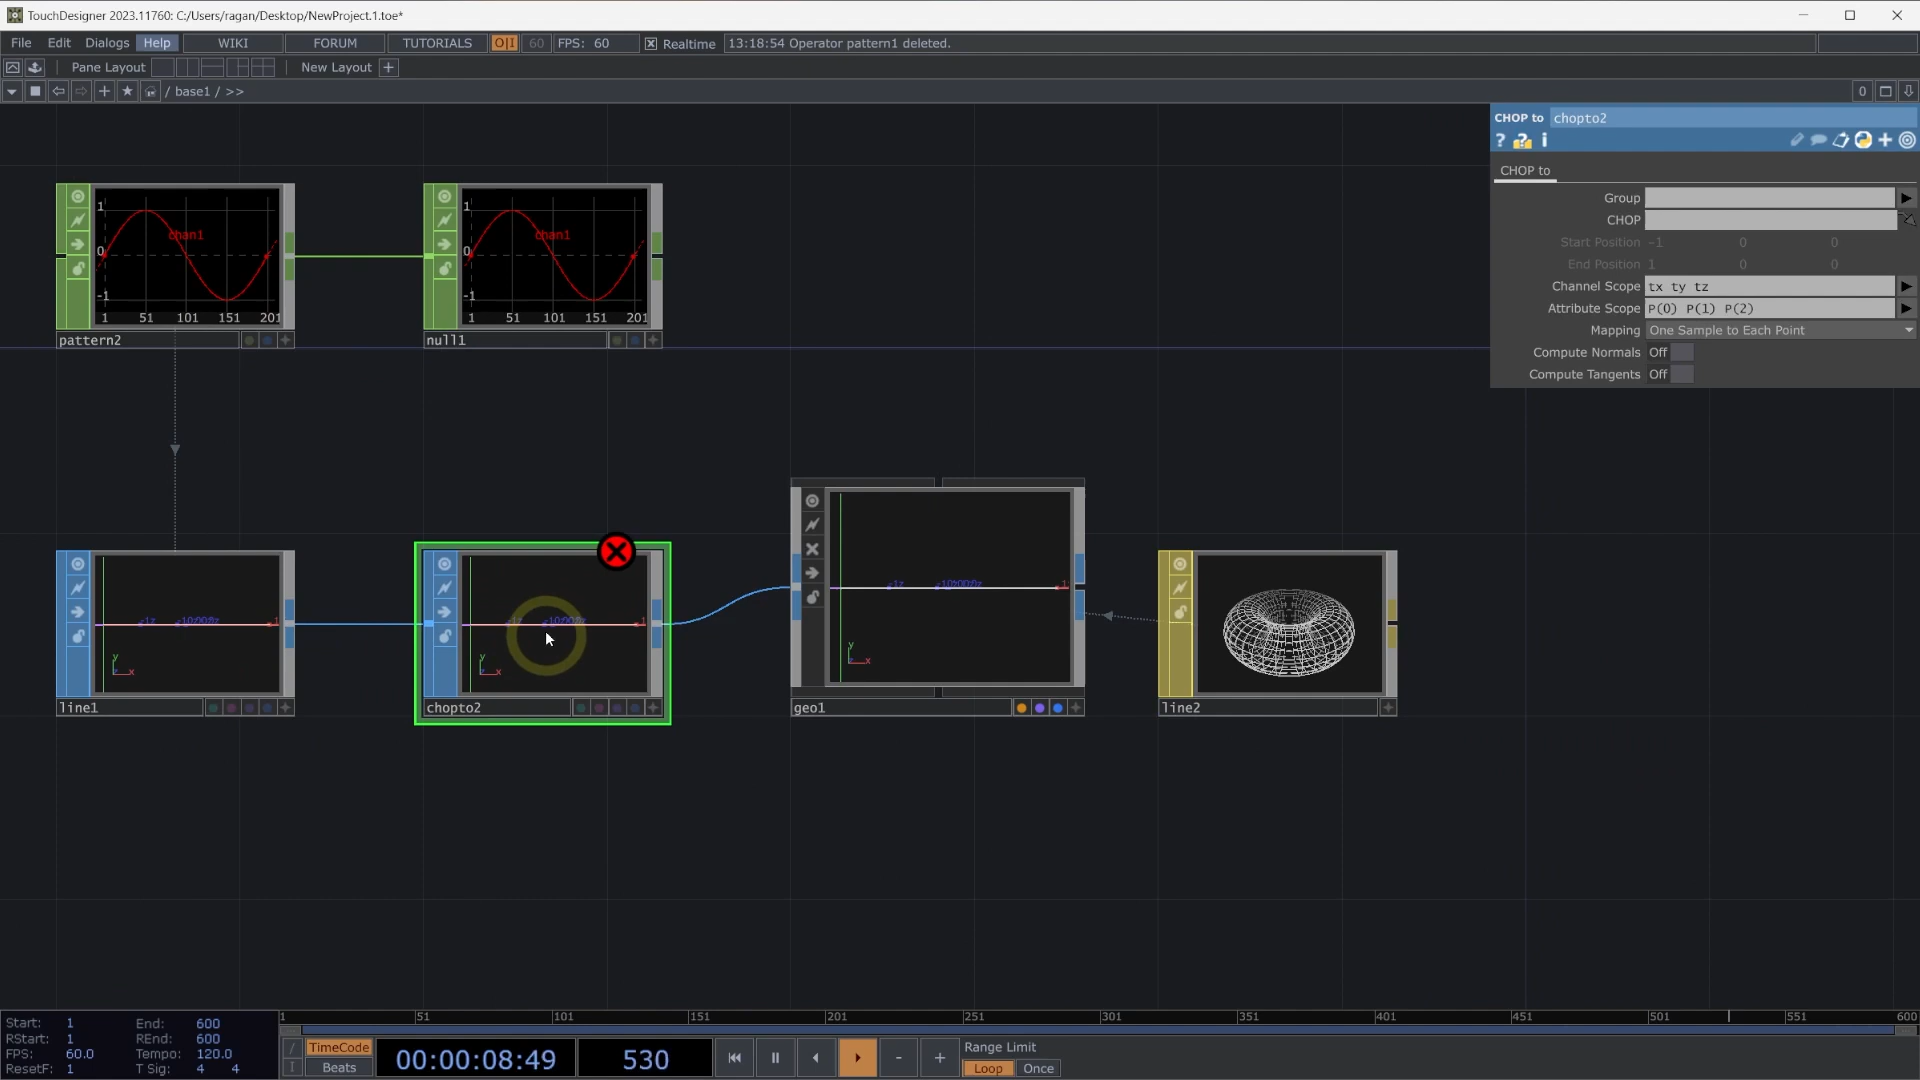 TouchDesigner 2023.11760: C:/Users/ragan/Desktop/NewProject.1.toe*
File Edit Dialogs Help WIKI FORUM TUTORIALS O|I 60 FPS: 60 Realtime 13:18:54 Operator pattern1 deleted.
Pane Layout New Layout +
/ base1 / >> 0
CHOP to chopto2
? i
CHOP to
Group
CHOP
Start Position -1 0 0
End Position 1 0 0
Channel Scope tx ty tz
Attribute Scope P(0) P(1) P(2)
Mapping One Sample to Each Point
Compute Normals Off
Compute Tangents Off
1
chan1
0
-1
1 51 101 151 201
pattern2
1
chan1
0
-1
1 51 101 151 201
null1
y
x
line1
y
x
chopto2
y
x
geo1
line2
Start: 1 End: 600
RStart: 1 REnd: 600
FPS: 60.0 Tempo: 120.0
ResetF: 1 T Sig: 4 4
1 51 101 151 201 251 301 351 401 451 501 551 600
TimeCode
Beats
00:00:08:49
530
Range Limit
Loop Once